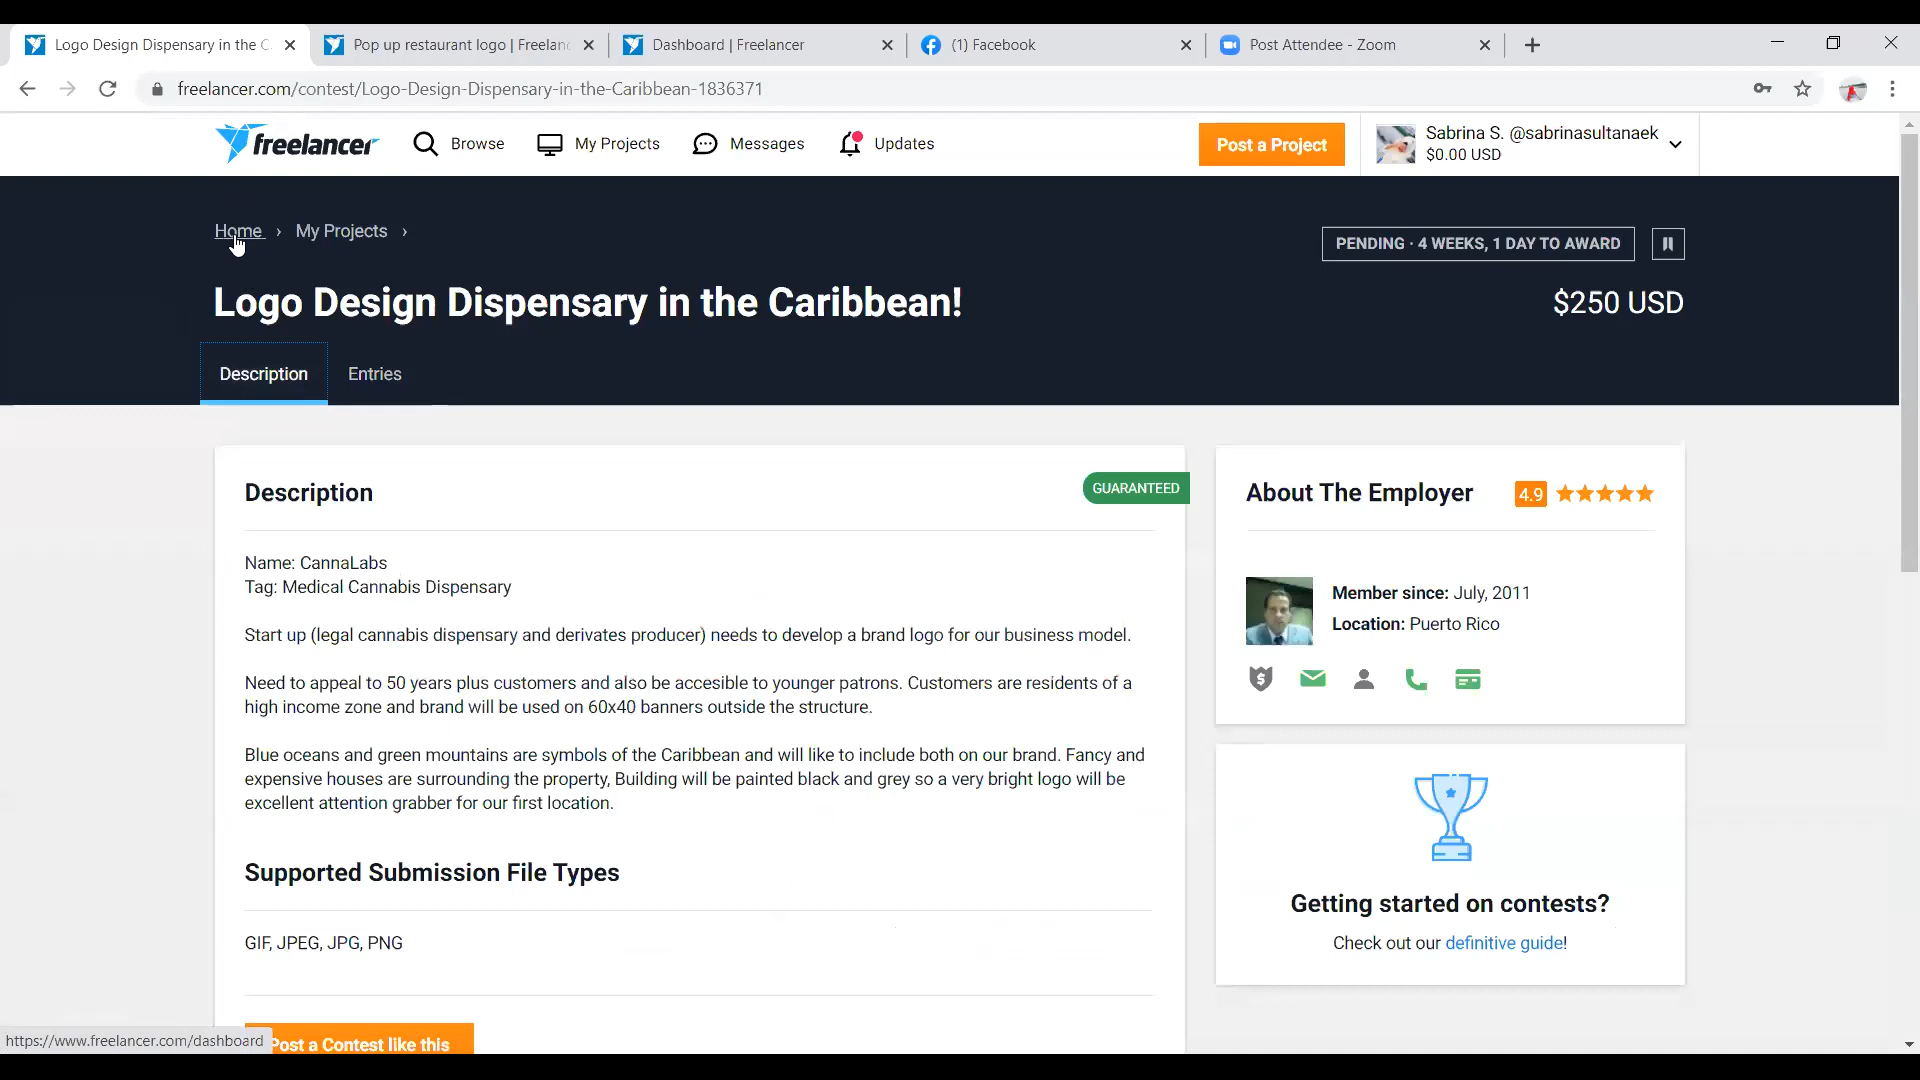 Logo Design Dispensary in the C
Pop up restaurant logo | Freelan
Dashboard | Freelancer
(1) Facebook
Post Attendee - Zoom
freelancer.com/contest/Logo-Design-Dispensary-in-the-Caribbean-1836371
freelancer
Browse
My Projects
Messages
Updates
Post a Project
Sabrina S. @sabrinasultanaek
$0.00 USD
Home › My Projects ›
PENDING · 4 WEEKS, 1 DAY TO AWARD
Logo Design Dispensary in the Caribbean!
$250 USD
Description
Entries
Description
GUARANTEED
Name: CannaLabs
Tag: Medical Cannabis Dispensary
Start up (legal cannabis dispensary and derivates producer) needs to develop a brand logo for our business model.
Need to appeal to 50 years plus customers and also be accesible to younger patrons. Customers are residents of a
high income zone and brand will be used on 60x40 banners outside the structure.
Blue oceans and green mountains are symbols of the Caribbean and will like to include both on our brand. Fancy and
expensive houses are surrounding the property, Building will be painted black and grey so a very bright logo will be
excellent attention grabber for our first location.
Supported Submission File Types
GIF, JPEG, JPG, PNG
Post a Contest like this
About The Employer
4.9
Member since: July, 2011
Location: Puerto Rico
Getting started on contests?
Check out our definitive guide!
https://www.freelancer.com/dashboard